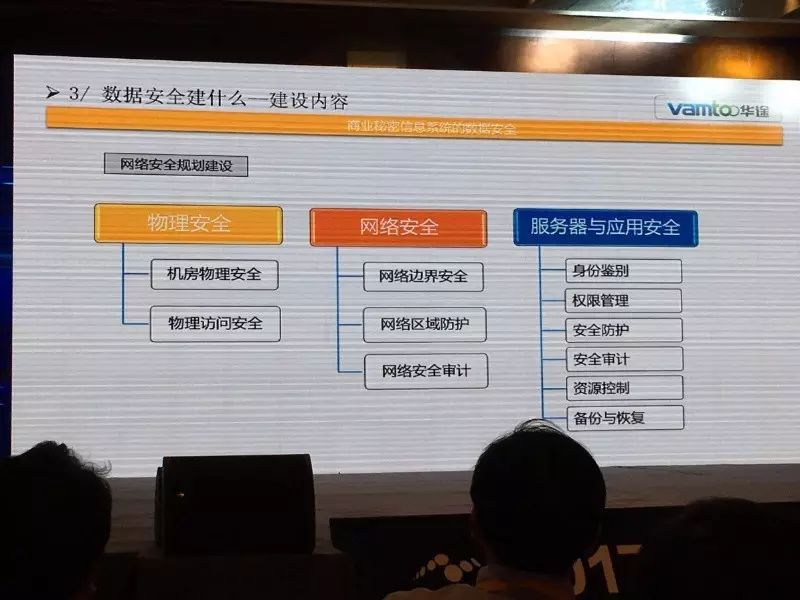 3/ 数据安全建什么--建设内容
vamtoo华途
商业秘密信息系统的数据安全
网络安全规划建设
物理安全
机房物理安全
物理访问安全
网络安全
网络边界安全
网络区域防护
网络安全审计
服务器与应用安全
身份鉴别
权限管理
安全防护
安全审计
资源控制
备份与恢复